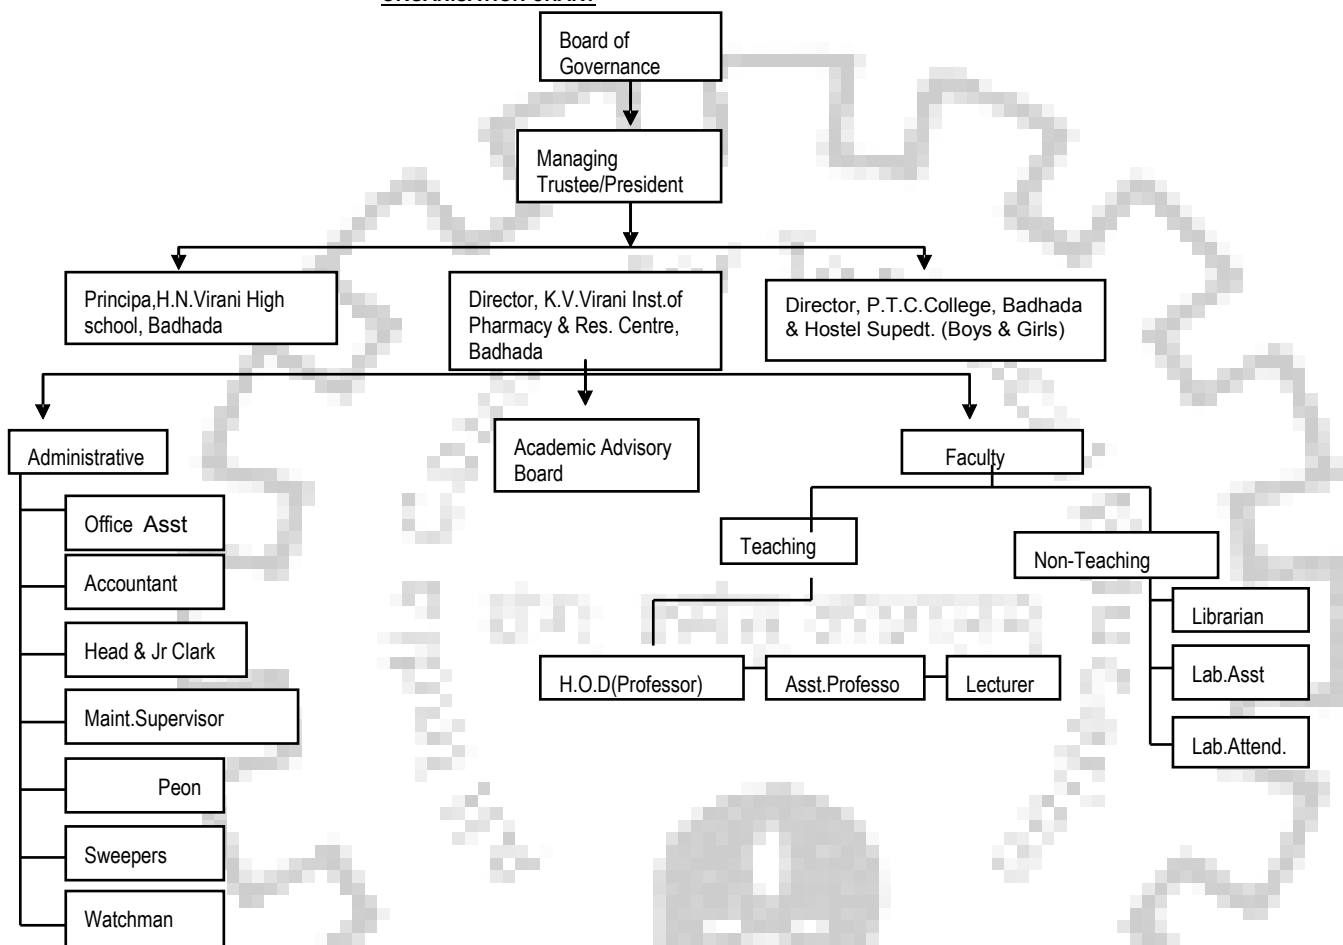 ORGANISATION CHART
Board of
Governance
Managing
Trustee/President
Principa,H.N.Virani High
school, Badhada
Director, K.V.Virani Inst.of
Pharmacy & Res. Centre,
Badhada
Director, P.T.C.College, Badhada
& Hostel Supedt. (Boys & Girls)
Administrative
Academic Advisory
Board
Faculty
Office Asst
Accountant
Head & Jr Clark
Maint.Supervisor
Peon
Sweepers
Watchman
Teaching
Non-Teaching
H.O.D(Professor)
Asst.Professo
Lecturer
Librarian
Lab.Asst
Lab.Attend.